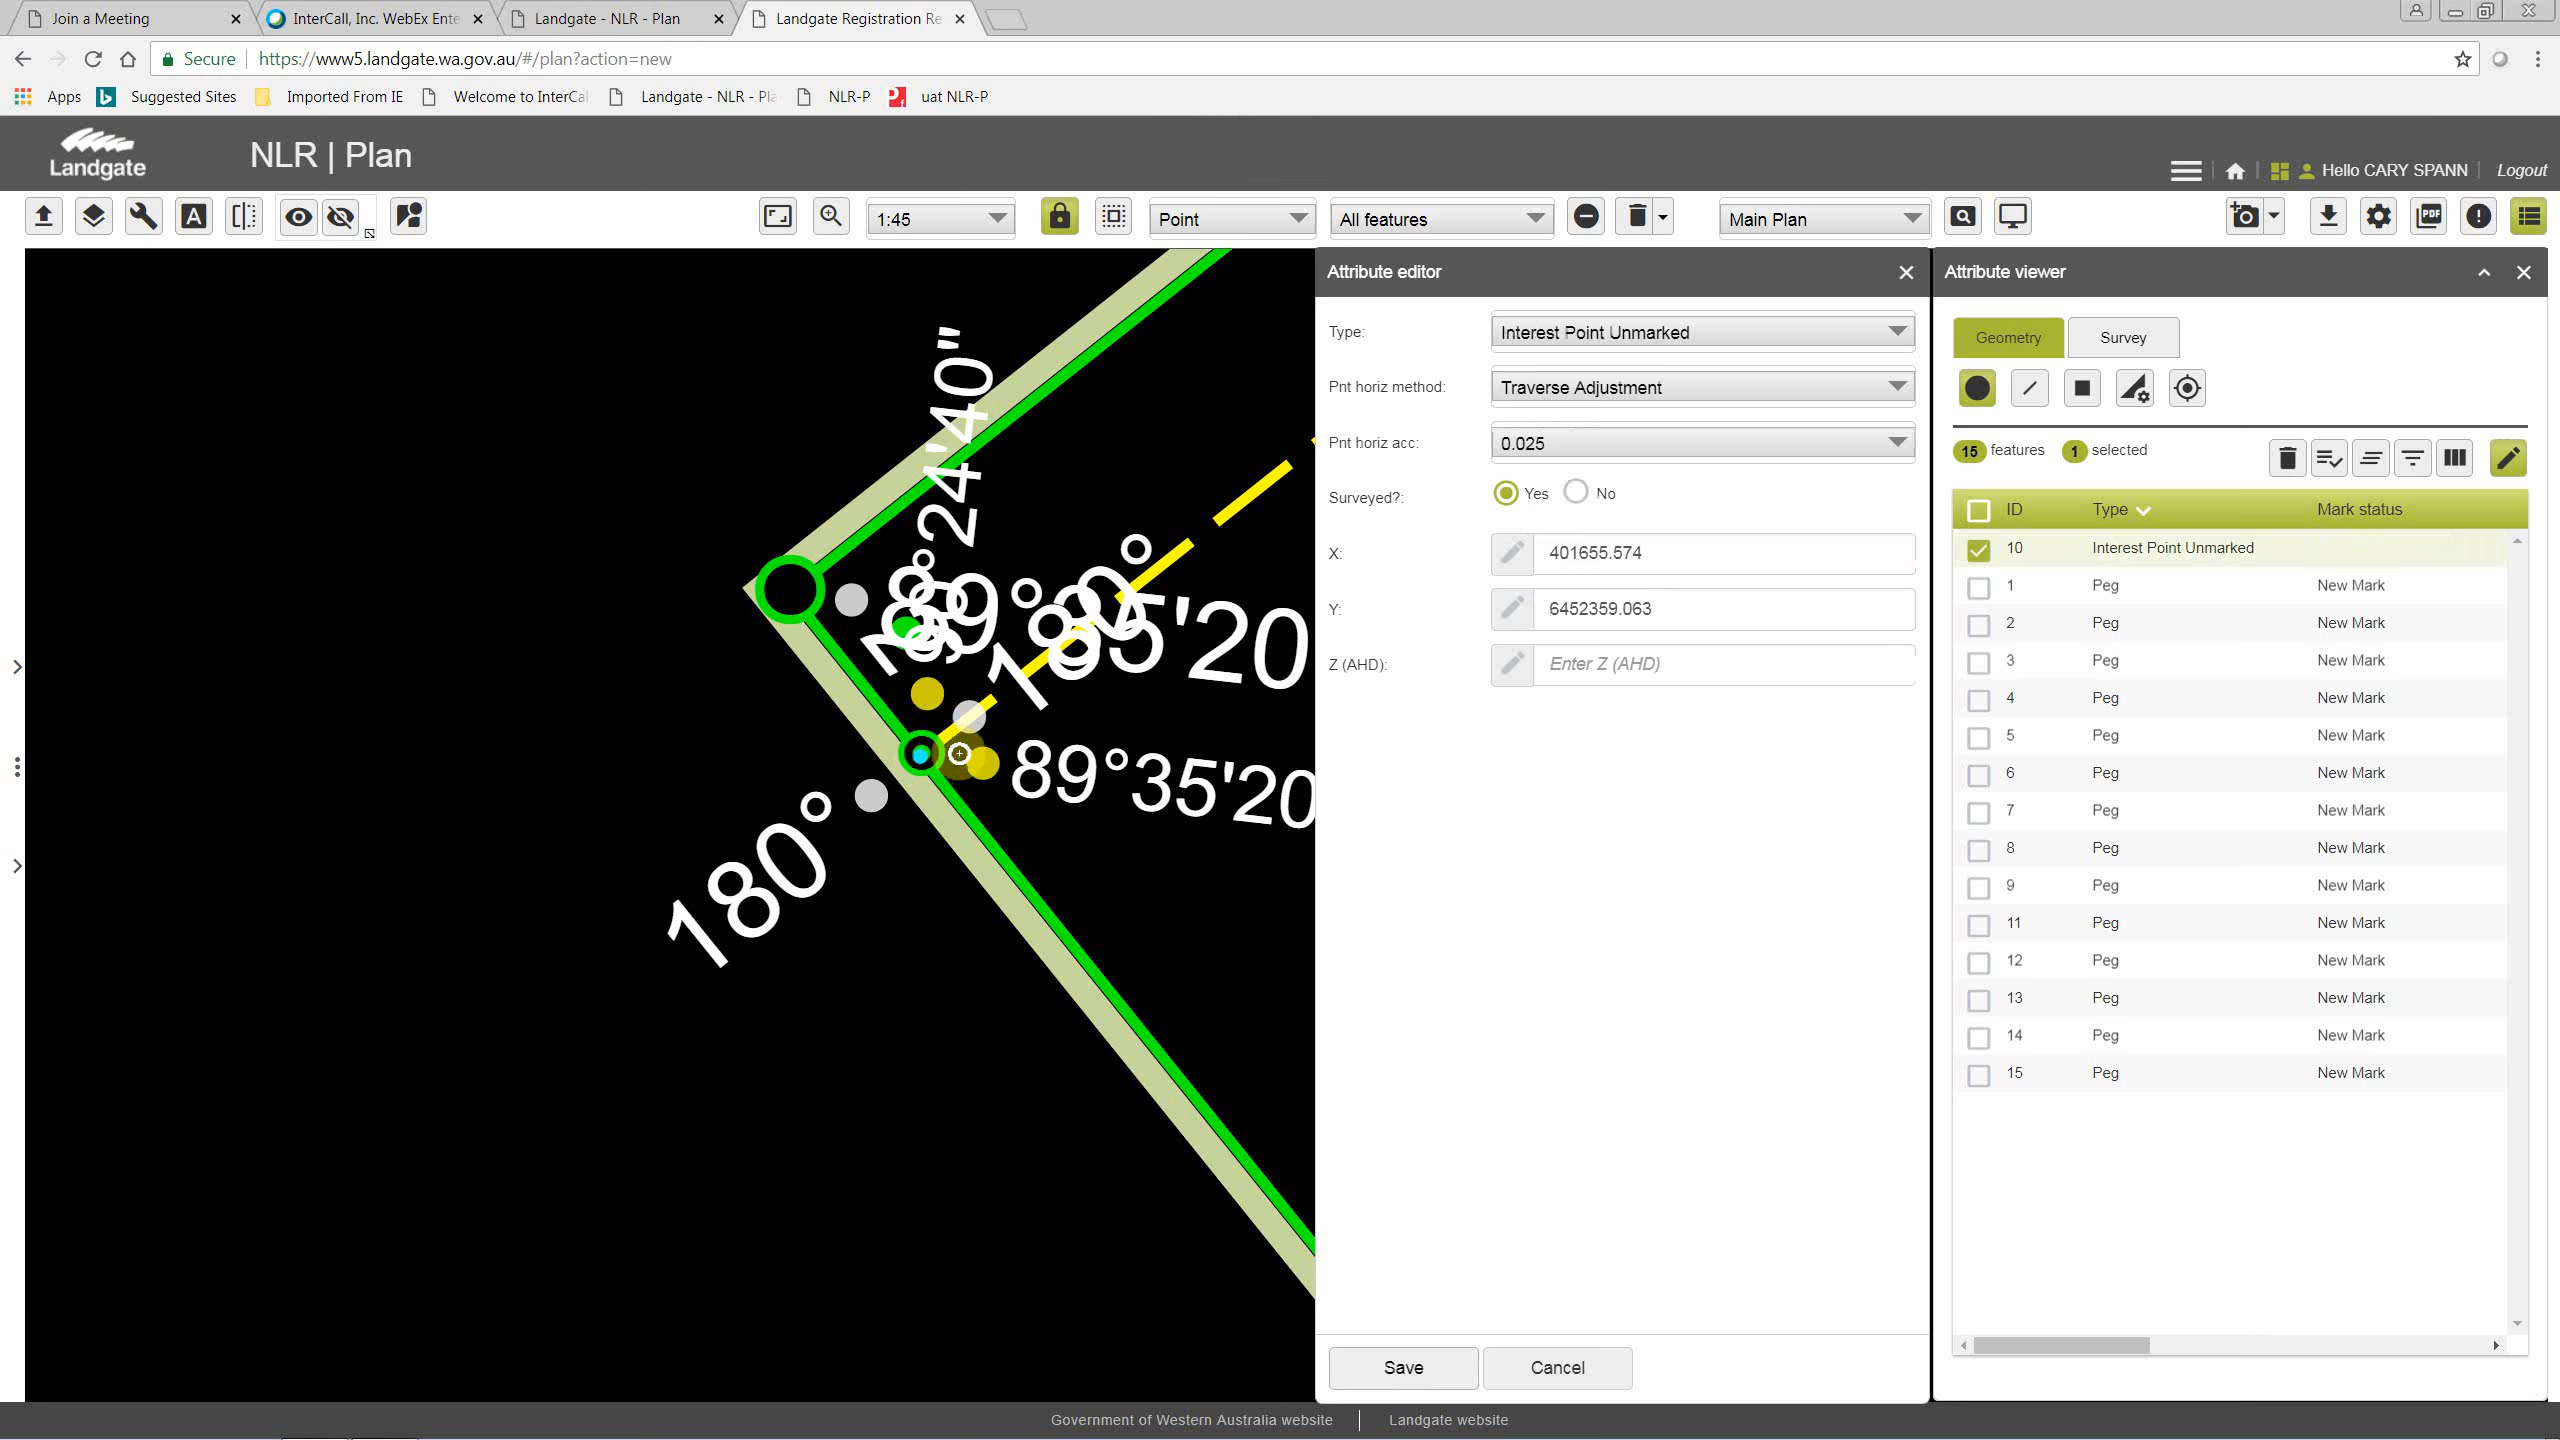 Join a Meeting
InterCall, Inc. WebEx Ente
Landgate - NLR - Plan
Landgate Registration Re
Secure https://www5.landgate.wa.gov.au/#/plan?action=new
Apps Suggested Sites Imported From IE Welcome to InterCal Landgate - NLR - Pla NLR-P uat NLR-P
Landgate
NLR | Plan
Hello CARY SPANN Logout
1:45 Point All features Main Plan PDF
Attribute editor
Type: Interest Point Unmarked
Pnt horiz method: Traverse Adjustment
Pnt horiz acc: 0.025
Surveyed?: Yes No
X: 401655.574
Y: 6452359.063
Z (AHD): Enter Z (AHD)
Save Cancel
Attribute viewer
Geometry Survey
15 features 1 selected
ID Type Mark status
10 Interest Point Unmarked
1 Peg New Mark
2 Peg New Mark
3 Peg New Mark
4 Peg New Mark
5 Peg New Mark
6 Peg New Mark
7 Peg New Mark
8 Peg New Mark
9 Peg New Mark
11 Peg New Mark
12 Peg New Mark
13 Peg New Mark
14 Peg New Mark
15 Peg New Mark
180°
89°35'20
180°
Government of Western Australia website Landgate website